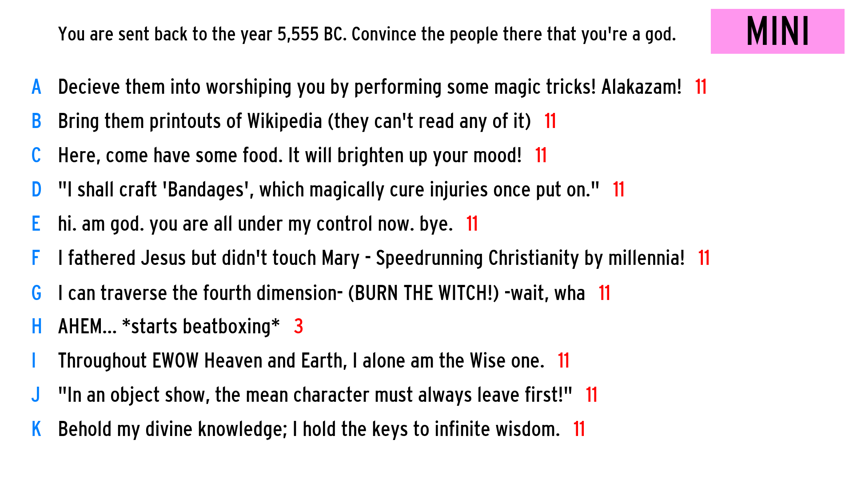 You are sent back to the year 5,555 BC. Convince the people there that you're a god. MINI
A Decieve them into worshiping you by performing some magic tricks! Alakazam! 11
B Bring them printouts of Wikipedia (they can't read any of it) 11
C Here, come have some food. It will brighten up your mood! 11
D "I shall craft 'Bandages', which magically cure injuries once put on." 11
E hi. am god. you are all under my control now. bye. 11
F I fathered Jesus but didn't touch Mary - Speedrunning Christianity by millennia! 11
G I can traverse the fourth dimension- (BURN THE WITCH!) -wait, wha 11
H AHEM... *starts beatboxing* 3
I Throughout EWOW Heaven and Earth, I alone am the Wise one. 11
J "In an object show, the mean character must always leave first!" 11
K Behold my divine knowledge; I hold the keys to infinite wisdom. 11